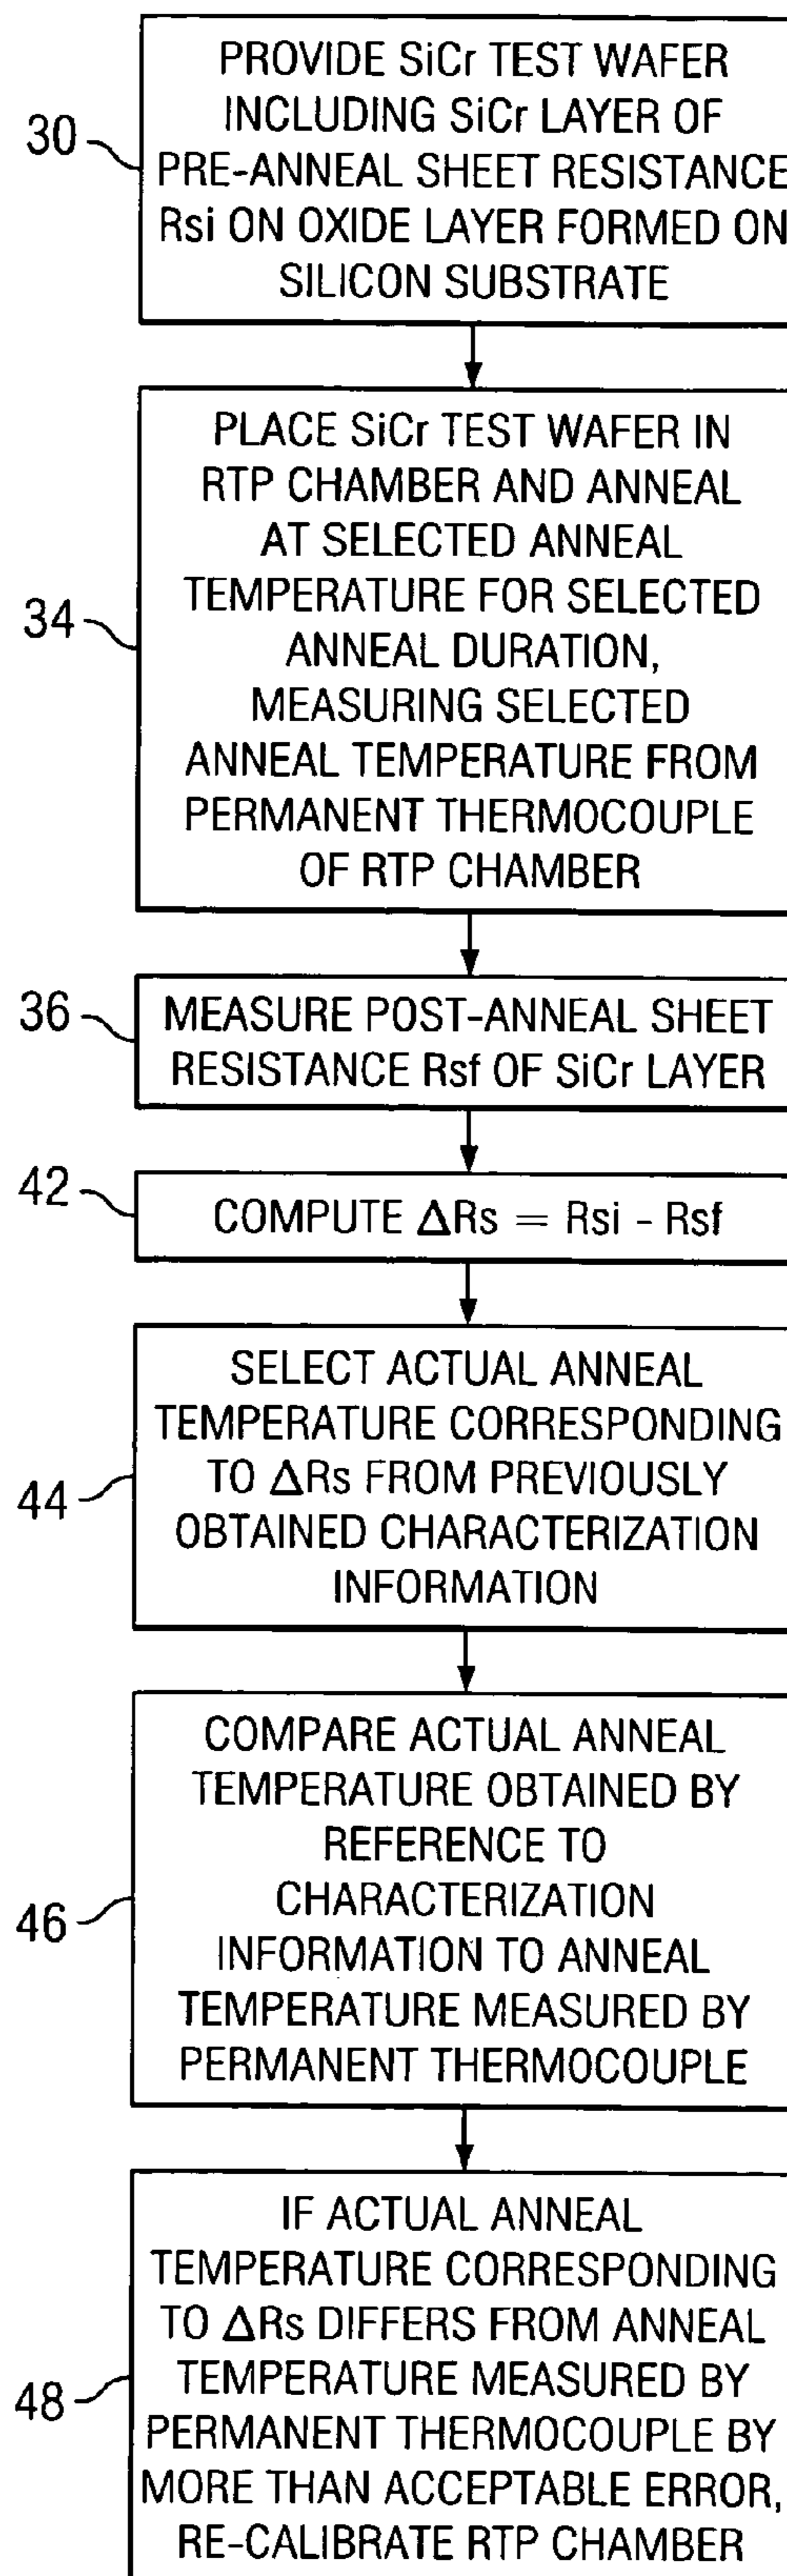 30
PROVIDE SiCr TEST WAFER
INCLUDING SiCr LAYER OF
PRE-ANNEAL SHEET RESISTANCE
Rsi ON OXIDE LAYER FORMED ON
SILICON SUBSTRATE
34
PLACE SiCr TEST WAFER IN
RTP CHAMBER AND ANNEAL
AT SELECTED ANNEAL
TEMPERATURE FOR SELECTED
ANNEAL DURATION,
MEASURING SELECTED
ANNEAL TEMPERATURE FROM
PERMANENT THERMOCOUPLE
OF RTP CHAMBER
36
MEASURE POST-ANNEAL SHEET
RESISTANCE Rsf OF SiCr LAYER
42
COMPUTE ΔRs = Rsi - Rsf
44
SELECT ACTUAL ANNEAL
TEMPERATURE CORRESPONDING
TO ΔRs FROM PREVIOUSLY
OBTAINED CHARACTERIZATION
INFORMATION
46
COMPARE ACTUAL ANNEAL
TEMPERATURE OBTAINED BY
REFERENCE TO
CHARACTERIZATION
INFORMATION TO ANNEAL
TEMPERATURE MEASURED BY
PERMANENT THERMOCOUPLE
48
IF ACTUAL ANNEAL
TEMPERATURE CORRESPONDING
TO ΔRs DIFFERS FROM ANNEAL
TEMPERATURE MEASURED BY
PERMANENT THERMOCOUPLE BY
MORE THAN ACCEPTABLE ERROR,
RE-CALIBRATE RTP CHAMBER